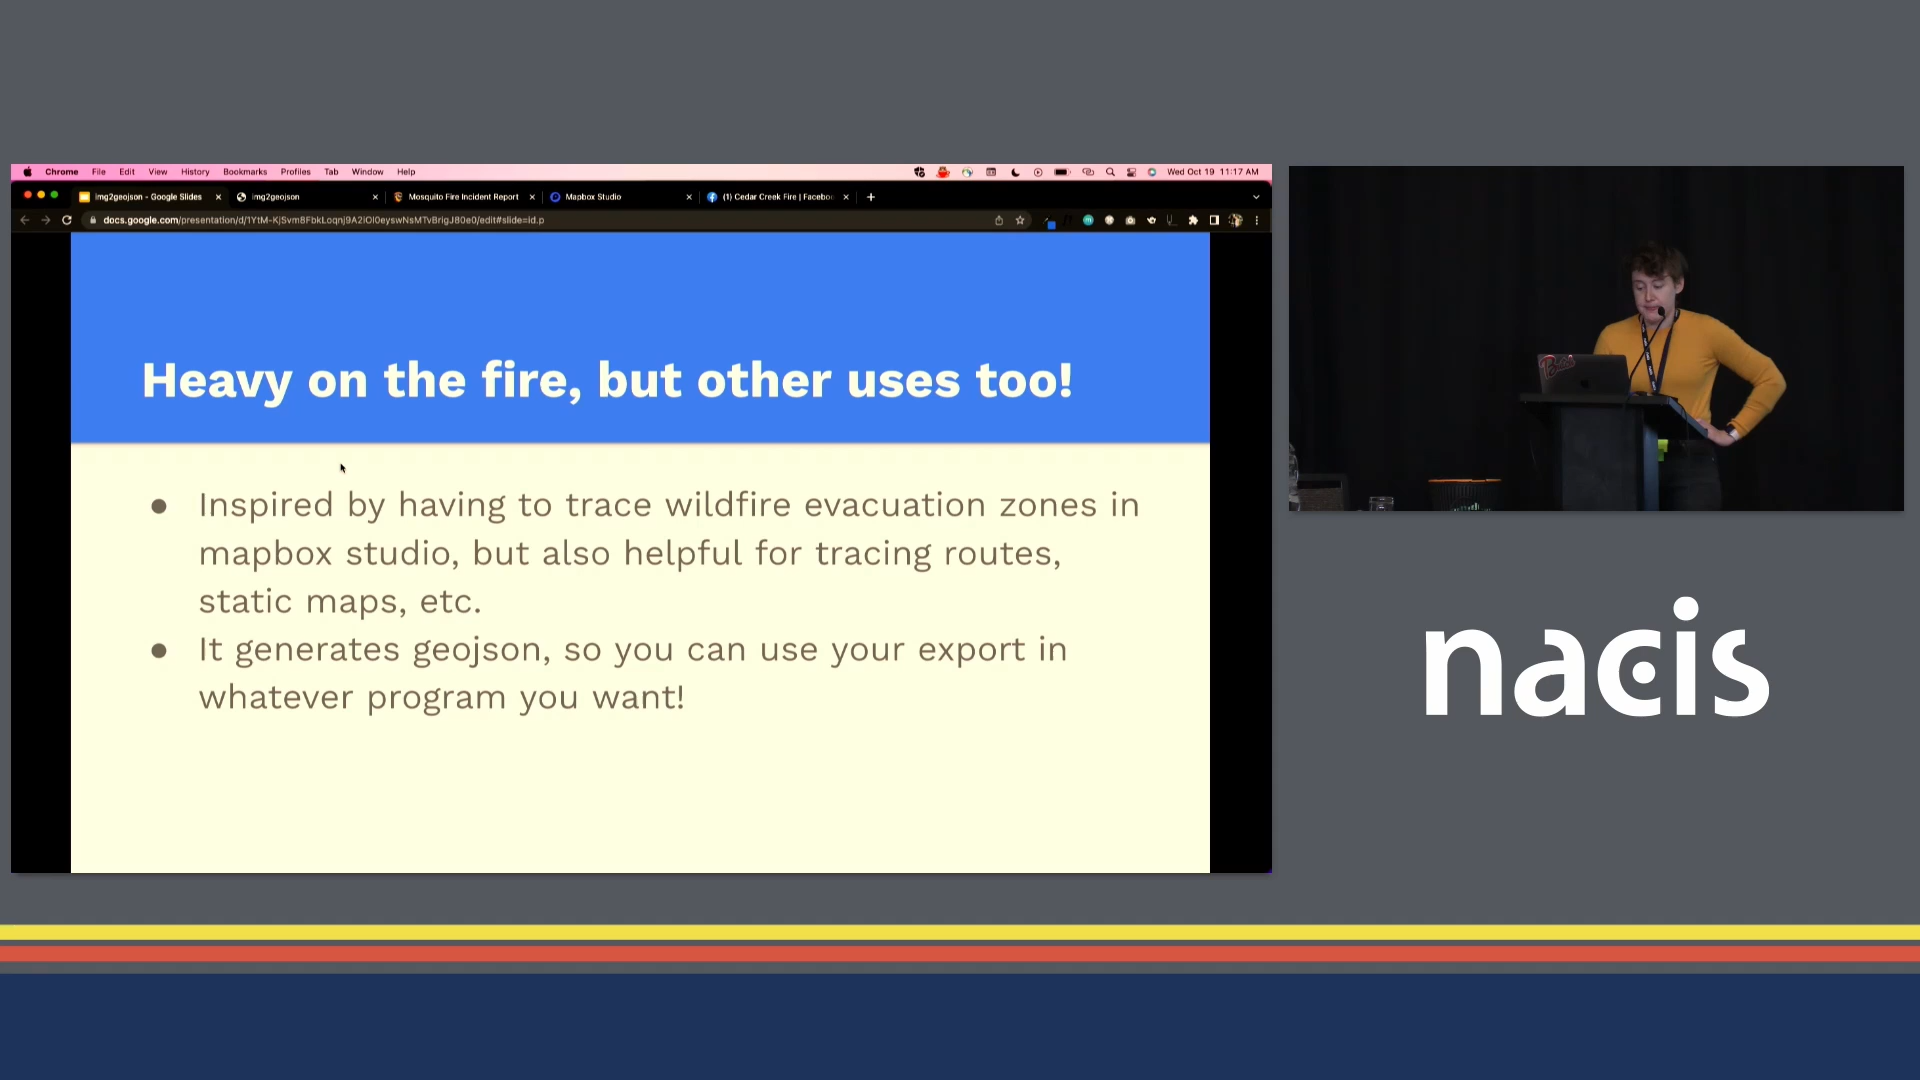 Chrome File Edit View History Bookmarks Profiles Tab Window Help
Wed Oct 19 11:17 AM
img2geojson - Google Slides
img2geojson
Mosquito Fire Incident Report
Mapbox Studio
(1) Cedar Creek Fire | Facebo
Heavy on the fire, but other uses too!
Inspired by having to trace wildfire evacuation zones in
mapbox studio, but also helpful for tracing routes,
static maps, etc.
It generates geojson, so you can use your export in
whatever program you want!
nacis